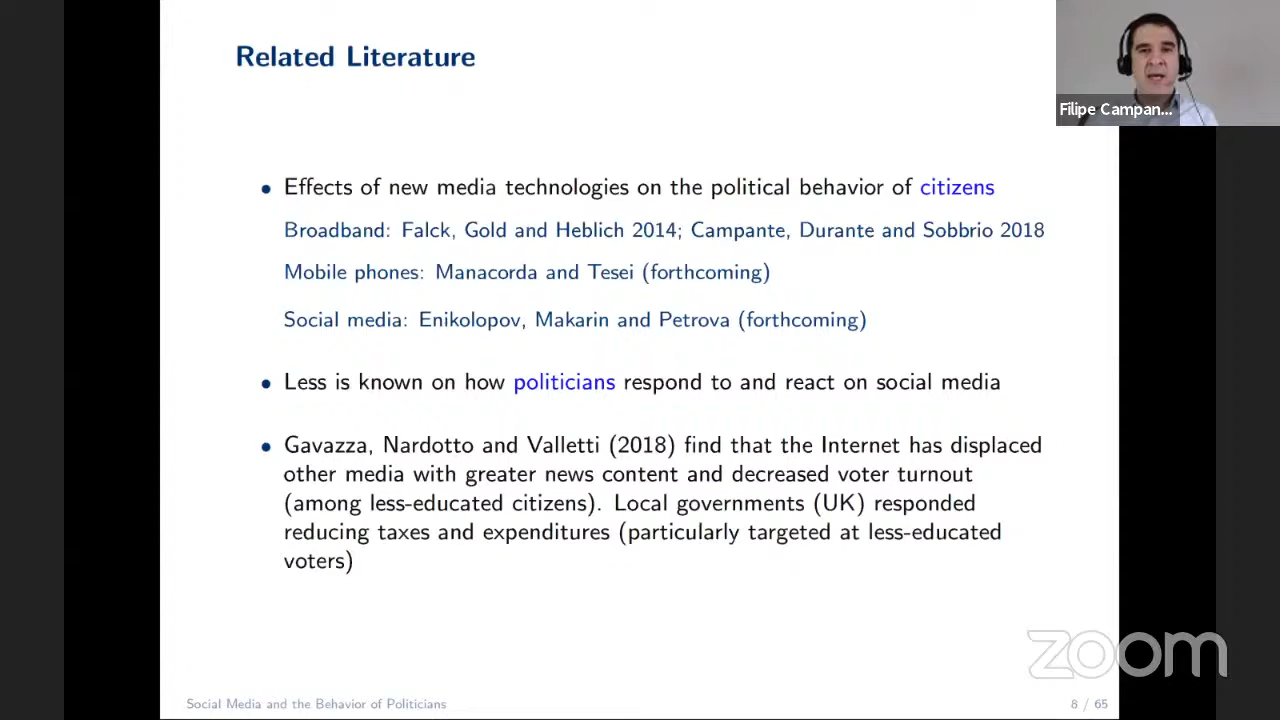 Related Literature
Filipe Campan...
• Effects of new media technologies on the political behavior of citizens
Broadband: Falck, Gold and Heblich 2014; Campante, Durante and Sobbrio 2018
Mobile phones: Manacorda and Tesei (forthcoming)
Social media: Enikolopov, Makarin and Petrova (forthcoming)
• Less is known on how politicians respond to and react on social media
• Gavazza, Nardotto and Valletti (2018) find that the Internet has displaced
other media with greater news content and decreased voter turnout
(among less-educated citizens). Local governments (UK) responded
reducing taxes and expenditures (particularly targeted at less-educated
voters)
zoom
Social Media and the Behavior of Politicians
8 / 65